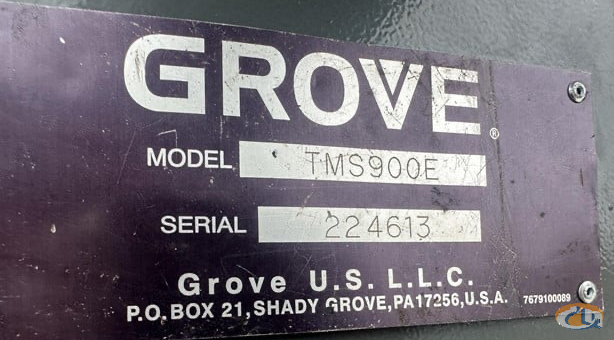 GROVE®
MODEL TMS900E
SERIAL 224613
Grove U.S. L.L.C.
P.O. BOX 21, SHADY GROVE, PA 17256, U.S.A. 7679100089